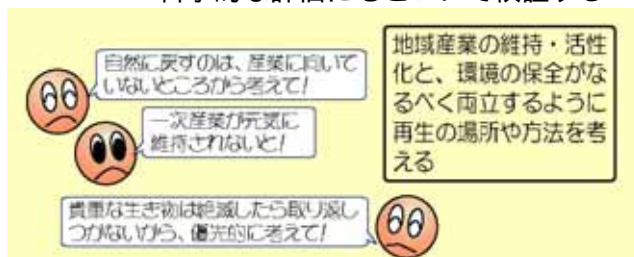 自然に戻すのは、産業に向いて
いないところから考えて!
一次産業が元気に
維持されないと!
貴重な生き物は絶滅したら取り返し
つかないから、優先的に考えて!
地域産業の維持・活性
化と、環境の保全がな
るべく両立するように
再生の場所や方法を考
える